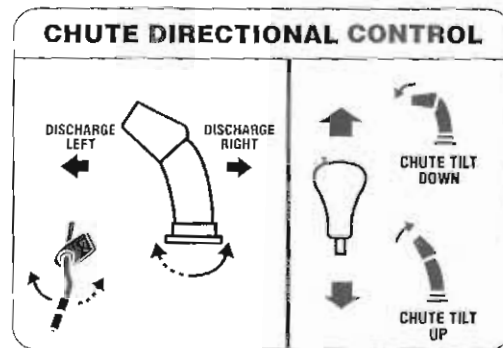 CHUTE DIRECTIONAL CONTROL
DISCHARGE
LEFT
DISCHARGE
RIGHT
CHUTE TILT
DOWN
CHUTE TILT
UP